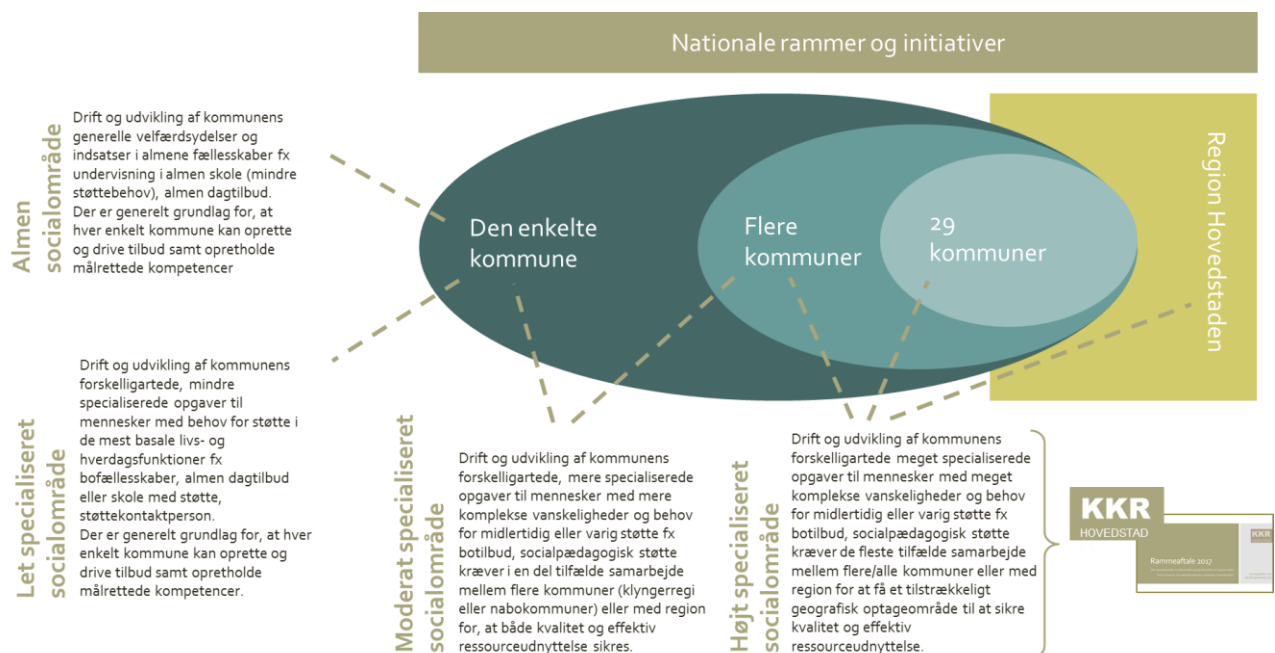 Nationale rammer og initiativer
Almen
socialområde
Drift og udvikling af kommunens
generelle velfærdsydelser og
indsatser i almene fællesskaber fx
undervisning i almen skole (mindre
støttebehov), almen dagtilbud.
Der er generelt grundlag for, at
hver enkelt kommune kan oprette
og drive tilbud samt opretholde
målrettede kompetencer
Den enkelte
kommune
Flere
kommuner
29
kommuner
Region Hovedstaden
Let specialiseret
socialområde
Drift og udvikling af kommunens
forskelligartede, mindre
specialiserede opgaver til
mennesker med behov for støtte i
de mest basale livs- og
hverdagsfunktioner fx
bofællesskaber, almen dagtilbud
eller skole med støtte,
støttekontaktperson.
Der er generelt grundlag for, at hver
enkelt kommune kan oprette og
drive tilbud samt opretholde
målrettede kompetencer.
Moderat specialiseret
socialområde
Drift og udvikling af kommunens
forskelligartede, mere specialiserede
opgaver til mennesker med mere
komplekse vanskeligheder og behov
for midlertidig eller varig støtte fx
botilbud, socialpædagogisk støtte
kræver i en del tilfælde samarbejde
mellem flere kommuner (klyngerregi
eller nabokommuner) eller med region
for, at både kvalitet og effektiv
ressourceudnyttelse sikres.
Højt specialiseret
socialområde
Drift og udvikling af kommunens
forskelligartede meget specialiserede
opgaver til mennesker med meget
komplekse vanskeligheder og behov
for midlertidig eller varig støtte fx
botilbud, socialpædagogisk støtte
kræver de fleste tilfælde samarbejde
mellem flere/alle kommuner eller med
region for at få et tilstrækkeligt
geografisk optageområde til at sikre
kvalitet og effektiv
ressourceudnyttelse.
KKR
HOVEDSTAD
Rammeaftale 2017
KKR